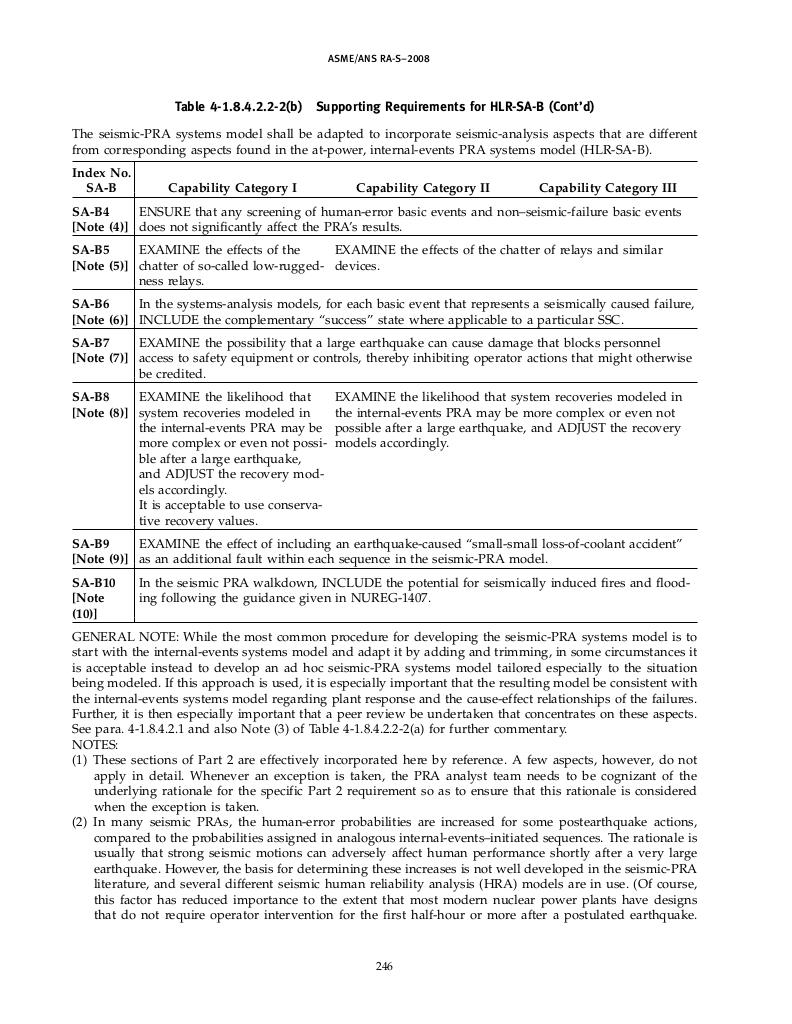 ASME/ANS RA-S–2008
Table 4-1.8.4.2.2-2(b) Supporting Requirements for HLR-SA-B (Cont'd)
The seismic-PRA systems model shall be adapted to incorporate seismic-analysis aspects that are different
from corresponding aspects found in the at-power, internal-events PRA systems model (HLR-SA-B).
Index No.
SA-B Capability Category I Capability Category II Capability Category III
SA-B4 ENSURE that any screening of human-error basic events and non–seismic-failure basic events
[Note (4)] does not significantly affect the PRA's results.
SA-B5 EXAMINE the effects of the EXAMINE the effects of the chatter of relays and similar
[Note (5)] chatter of so-called low-rugged- devices.
ness relays.
SA-B6 In the systems-analysis models, for each basic event that represents a seismically caused failure,
[Note (6)] INCLUDE the complementary "success" state where applicable to a particular SSC.
SA-B7 EXAMINE the possibility that a large earthquake can cause damage that blocks personnel
[Note (7)] access to safety equipment or controls, thereby inhibiting operator actions that might otherwise
be credited.
SA-B8 EXAMINE the likelihood that EXAMINE the likelihood that system recoveries modeled in
[Note (8)] system recoveries modeled in the internal-events PRA may be more complex or even not
the internal-events PRA may be possible after a large earthquake, and ADJUST the recovery
more complex or even not possi- models accordingly.
ble after a large earthquake,
and ADJUST the recovery mod-
els accordingly.
It is acceptable to use conserva-
tive recovery values.
SA-B9 EXAMINE the effect of including an earthquake-caused "small-small loss-of-coolant accident"
[Note (9)] as an additional fault within each sequence in the seismic-PRA model.
SA-B10 In the seismic PRA walkdown, INCLUDE the potential for seismically induced fires and flood-
[Note ing following the guidance given in NUREG-1407.
(10)]
GENERAL NOTE: While the most common procedure for developing the seismic-PRA systems model is to
start with the internal-events systems model and adapt it by adding and trimming, in some circumstances it
is acceptable instead to develop an ad hoc seismic-PRA systems model tailored especially to the situation
being modeled. If this approach is used, it is especially important that the resulting model be consistent with
the internal-events systems model regarding plant response and the cause-effect relationships of the failures.
Further, it is then especially important that a peer review be undertaken that concentrates on these aspects.
See para. 4-1.8.4.2.1 and also Note (3) of Table 4-1.8.4.2.2-2(a) for further commentary.
NOTES:
(1) These sections of Part 2 are effectively incorporated here by reference. A few aspects, however, do not
apply in detail. Whenever an exception is taken, the PRA analyst team needs to be cognizant of the
underlying rationale for the specific Part 2 requirement so as to ensure that this rationale is considered
when the exception is taken.
(2) In many seismic PRAs, the human-error probabilities are increased for some postearthquake actions,
compared to the probabilities assigned in analogous internal-events–initiated sequences. The rationale is
usually that strong seismic motions can adversely affect human performance shortly after a very large
earthquake. However, the basis for determining these increases is not well developed in the seismic-PRA
literature, and several different seismic human reliability analysis (HRA) models are in use. (Of course,
this factor has reduced importance to the extent that most modern nuclear power plants have designs
that do not require operator intervention for the first half-hour or more after a postulated earthquake.
246